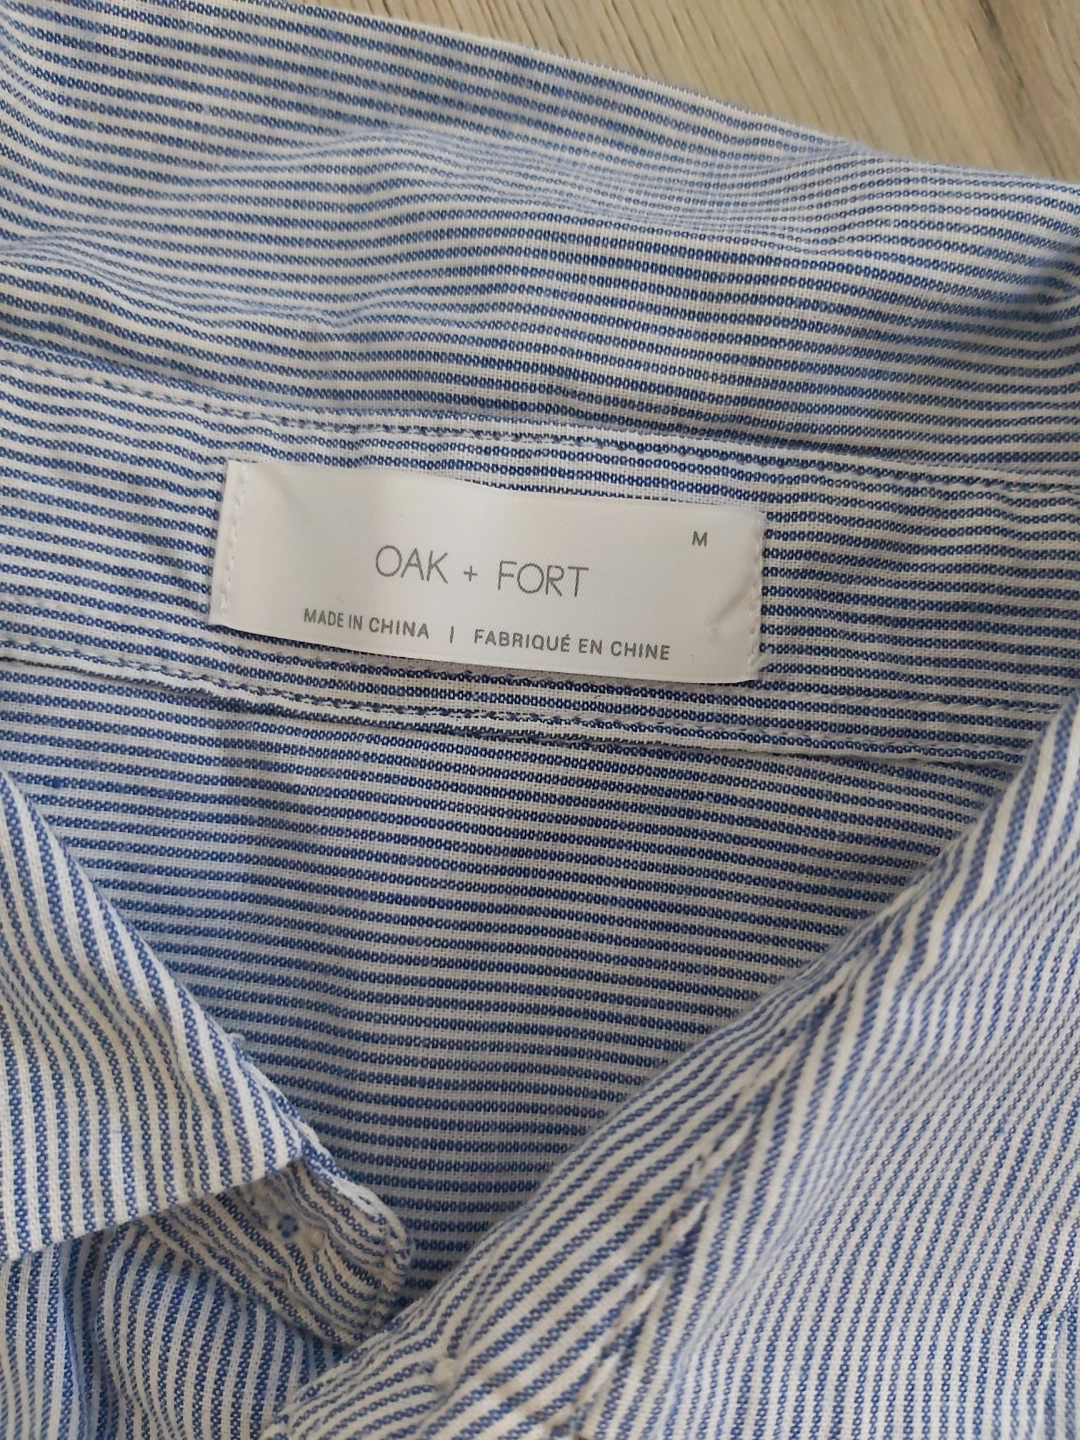 M
OAK + FORT
MADE IN CHINA | FABRIQUÉ EN CHINE